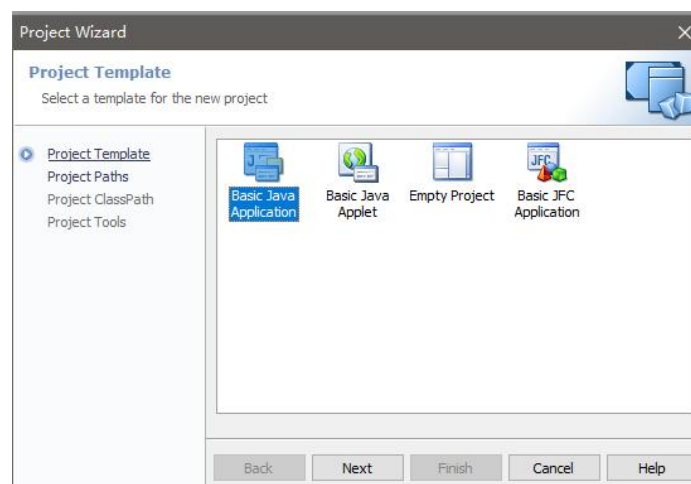 Project Wizard
Project Template
Select a template for the new project
Project Template
Project Paths
Project ClassPath
Project Tools
Basic Java
Application
Basic Java
Applet
Empty Project
JFC
Basic JFC
Application
Back
Next
Finish
Cancel
Help